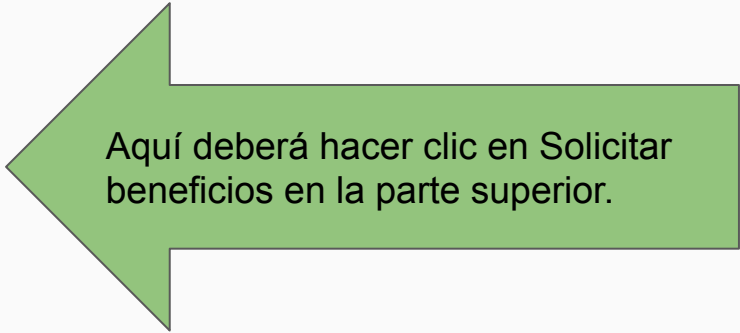 Aquí deberá hacer clic en Solicitar
beneficios en la parte superior.